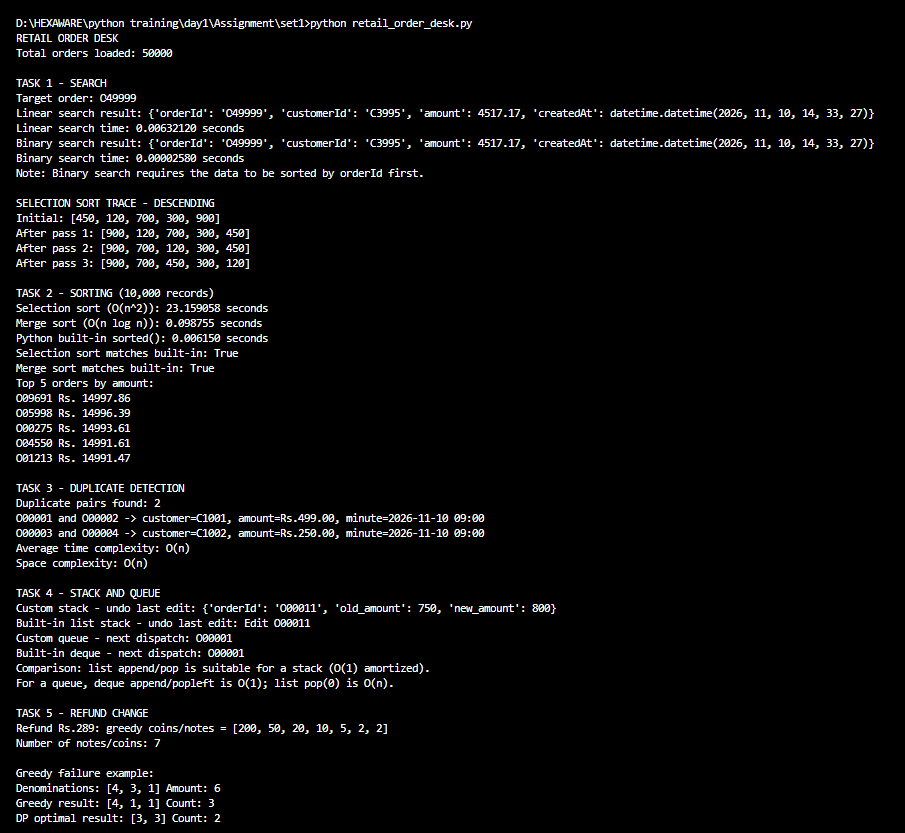 D:\HEXAWARE\python training\day1\Assignment\set1>python retail_order_desk.py
RETAIL ORDER DESK
Total orders loaded: 50000
TASK 1 - SEARCH
Target order: O49999
Linear search result: {'orderId': 'O49999', 'customerId': 'C3995', 'amount': 4517.17, 'createdAt': datetime.datetime(2026, 11, 10, 14, 33, 27)}
Linear search time: 0.00632120 seconds
Binary search result: {'orderId': 'O49999', 'customerId': 'C3995', 'amount': 4517.17, 'createdAt': datetime.datetime(2026, 11, 10, 14, 33, 27)}
Binary search time: 0.00002580 seconds
Note: Binary search requires the data to be sorted by orderId first.
SELECTION SORT TRACE - DESCENDING
Initial: [450, 120, 700, 300, 900]
After pass 1: [900, 120, 700, 300, 450]
After pass 2: [900, 700, 120, 300, 450]
After pass 3: [900, 700, 450, 300, 120]
TASK 2 - SORTING (10,000 records)
Selection sort (O(n^2)): 23.159058 seconds
Merge sort (O(n log n)): 0.098755 seconds
Python built-in sorted(): 0.006150 seconds
Selection sort matches built-in: True
Merge sort matches built-in: True
Top 5 orders by amount:
O09691 Rs. 14997.86
O05998 Rs. 14996.39
O00275 Rs. 14993.61
O04550 Rs. 14991.61
O01213 Rs. 14991.47
TASK 3 - DUPLICATE DETECTION
Duplicate pairs found: 2
O00001 and O00002 -> customer=C1001, amount=Rs.499.00, minute=2026-11-10 09:00
O00003 and O00004 -> customer=C1002, amount=Rs.250.00, minute=2026-11-10 09:00
Average time complexity: O(n)
Space complexity: O(n)
TASK 4 - STACK AND QUEUE
Custom stack - undo last edit: {'orderId': 'O00011', 'old_amount': 750, 'new_amount': 800}
Built-in list stack - undo last edit: Edit O00011
Custom queue - next dispatch: O00001
Built-in deque - next dispatch: O00001
Comparison: list append/pop is suitable for a stack (O(1) amortized).
For a queue, deque append/popleft is O(1); list pop(0) is O(n).
TASK 5 - REFUND CHANGE
Refund Rs.289: greedy coins/notes = [200, 50, 20, 10, 5, 2, 2]
Number of notes/coins: 7
Greedy failure example:
Denominations: [4, 3, 1] Amount: 6
Greedy result: [4, 1, 1] Count: 3
DP optimal result: [3, 3] Count: 2